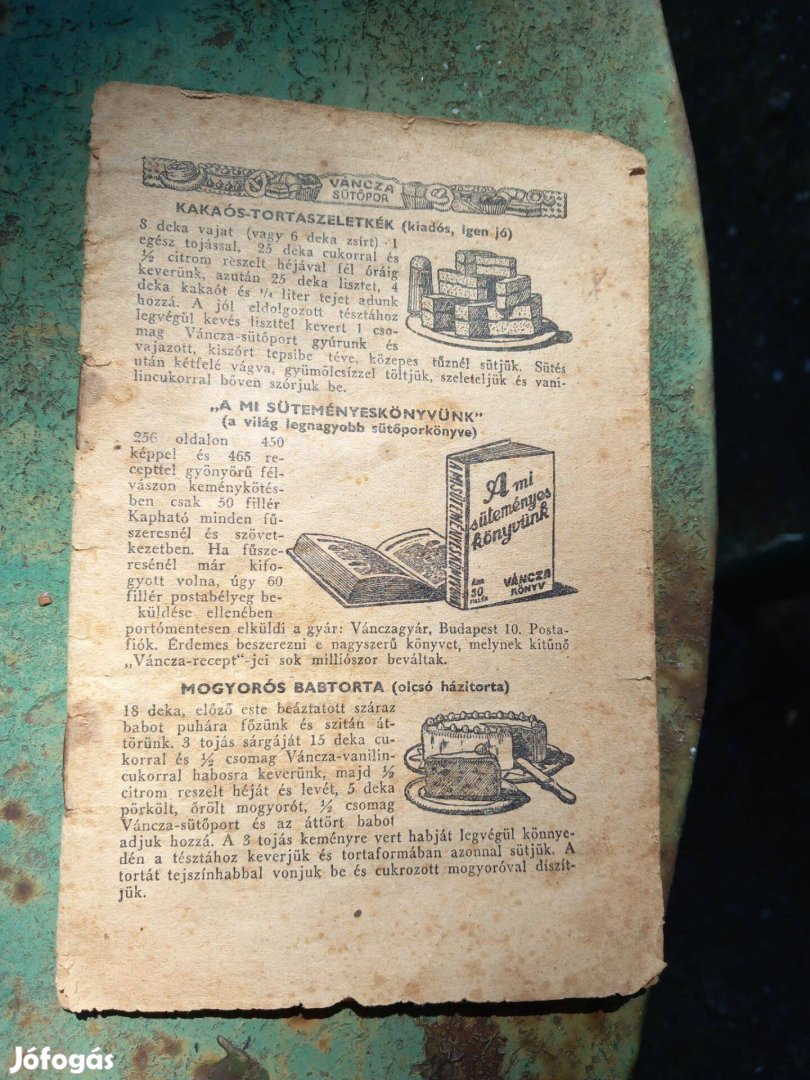 VÁNCZA
SÜTŐPOR
KAKAÓS-TORTASZELETKÉK (kiadós, igen jó)
8 deka vajat (vagy 6 deka zsírt) 1
egész tojással, 25 deka cukorral és
½ citrom reszelt héjával fél óráig
keverünk, azután 25 deka lisztet, 4
deka kakaót és ¼ liter tejet adunk
hozzá. A jól eldolgozott tésztához
legvégül kevés liszttel kevert 1 cso-
mag Váncza-sütőport gyúrunk és
vajazott, kiszórt tepsibe téve, közepes tűznél sütjük. Sütés
után kétfelé vágva, gyümölcsízzel töltjük, szeleteljük és vani-
lincukorral bőven szórjuk be.
„A MI SÜTEMÉNYESKÖNYVÜNK"
(a világ legnagyobb sütőporkönyve)
256 oldalon 450
képpel és 465 re-
cepttel gyönyörű fél-
vászon keménykötés-
ben csak 50 fillér
Kapható minden fű-
szeresnél és szövet-
kezetben. Ha fűsze-
resénél már kifo-
gyott volna, úgy 60
fillér postabélyeg be-
küldése ellenében
portómentesen elküldi a gyár: Vánczagyár, Budapest 10. Posta-
fiók. Érdemes beszerezni e nagyszerű könyvet, melynek kitűnő
„Váncza-recept"-jei sok milliószor beváltak.
A MI SÜTEMÉNYESKÖNYVÜNK
A mi
süteményes
könyvünk
ÁRA
50
FILLÉR
VÁNCZA
KÖNYV
MOGYORÓS BABTORTA (olcsó házitorta)
18 deka, előző este beáztatott száraz
babot puhára főzünk és szitán át-
törünk. 3 tojás sárgáját 15 deka cu-
korral és ½ csomag Váncza-vanilin-
cukorral habosra keverünk, majd ½
citrom reszelt héját és levét, 5 deka
pörkölt, őrölt mogyorót, ½ csomag
Váncza-sütőport és az áttört babot
adjuk hozzá. A 3 tojás keményre vert habját legvégül könnye-
dén a tésztához keverjük és tortaformában azonnal sütjük. A
tortát tejszínhabbal vonjuk be és cukrozott mogyoróval díszít-
jük.
Jófogás